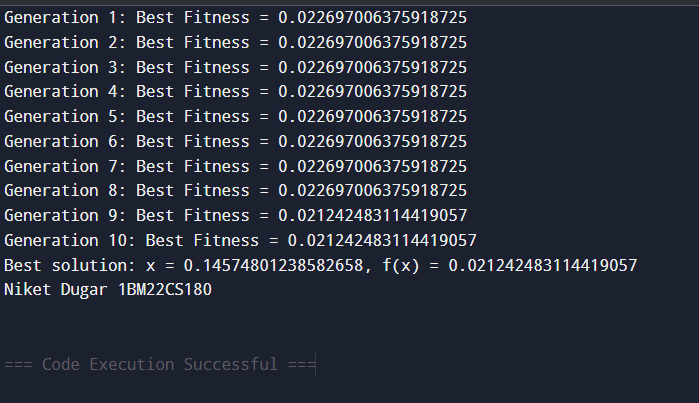 Generation 1: Best Fitness = 0.022697006375918725
Generation 2: Best Fitness = 0.022697006375918725
Generation 3: Best Fitness = 0.022697006375918725
Generation 4: Best Fitness = 0.022697006375918725
Generation 5: Best Fitness = 0.022697006375918725
Generation 6: Best Fitness = 0.022697006375918725
Generation 7: Best Fitness = 0.022697006375918725
Generation 8: Best Fitness = 0.022697006375918725
Generation 9: Best Fitness = 0.021242483114419057
Generation 10: Best Fitness = 0.021242483114419057
Best solution: x = 0.14574801238582658, f(x) = 0.021242483114419057
Niket Dugar 1BM22CS180
=== Code Execution Successful ===